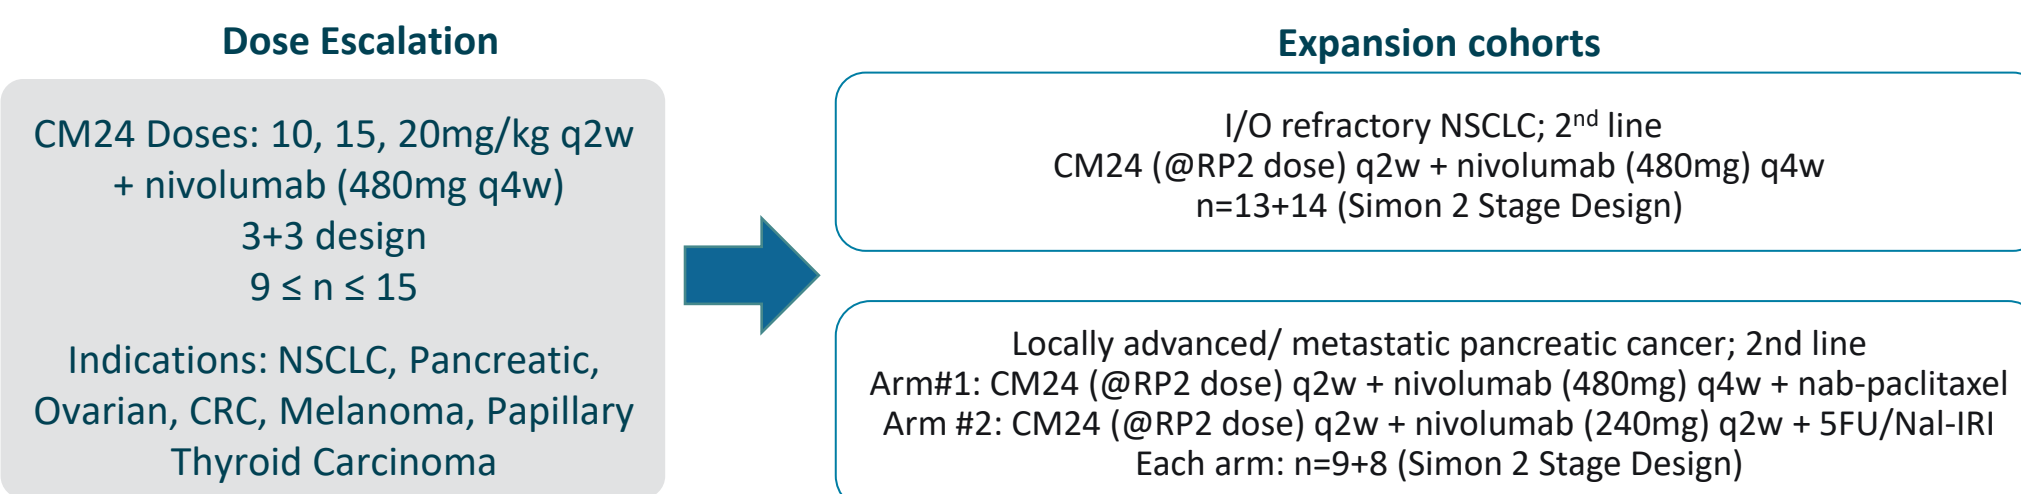 Dose Escalation
CM24 Doses: 10, 15, 20mg/kg q2w
+ nivolumab (480mg q4w)
3+3 design
9 ≤ n ≤ 15
Indications: NSCLC, Pancreatic,
Ovarian, CRC, Melanoma, Papillary
Thyroid Carcinoma
Expansion cohorts
I/O refractory NSCLC; 2nd line
CM24 (@RP2 dose) q2w + nivolumab (480mg) q4w
n=13+14 (Simon 2 Stage Design)
Locally advanced/ metastatic pancreatic cancer; 2nd line
Arm#1: CM24 (@RP2 dose) q2w + nivolumab (480mg) q4w + nab-paclitaxel
Arm #2: CM24 (@RP2 dose) q2w + nivolumab (240mg) q2w + 5FU/Nal-IRI
Each arm: n=9+8 (Simon 2 Stage Design)